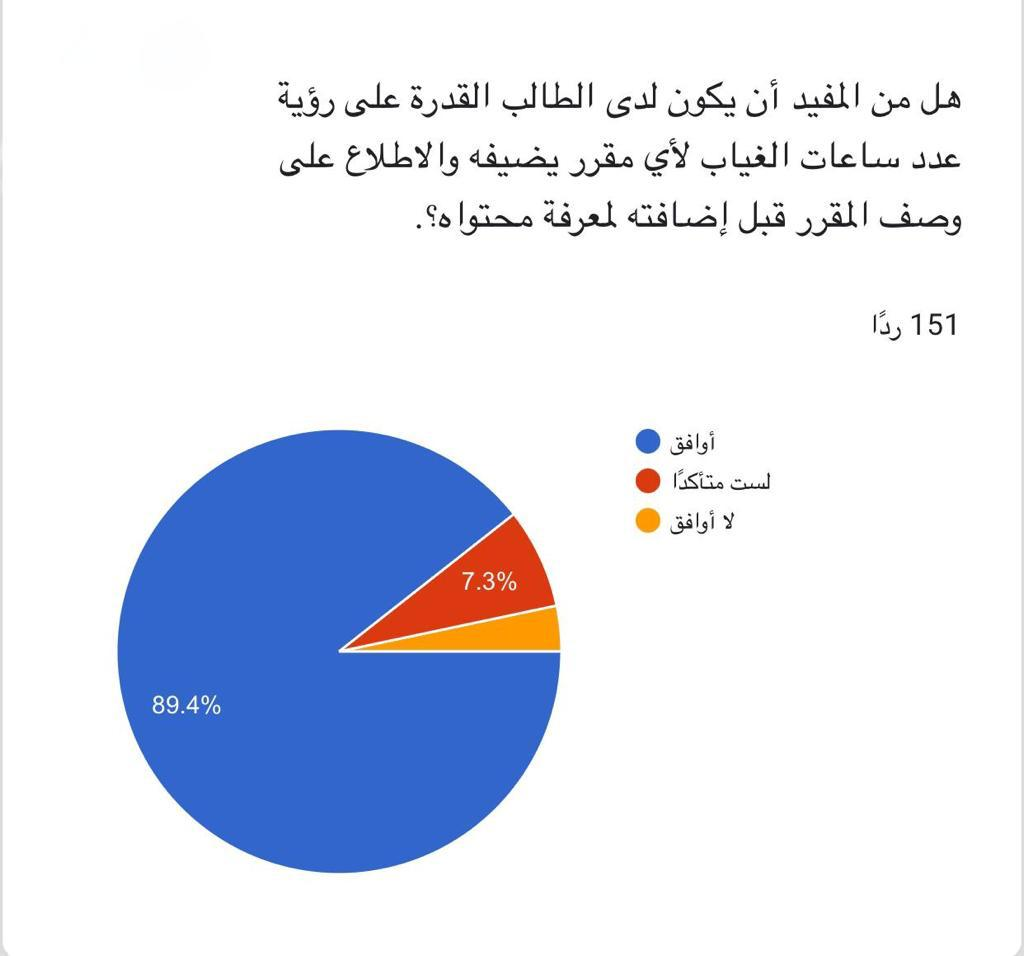 هل من المفيد أن يكون لدى الطالب القدرة على رؤية
عدد ساعات الغياب لأي مقرر يضيفه والاطلاع على
وصف المقرر قبل إضافته لمعرفة محتواه؟.
151 ردًا
أوافق
لست متأكدًا
لا أوافق
7.3%
89.4%